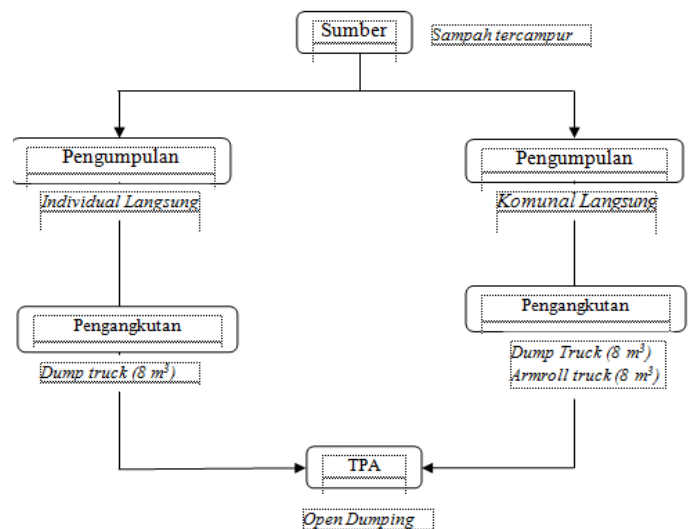 Sumber
Sampah tercampur
Pengumpulan
Individual Langsung
Pengumpulan
Komunal Langsung
Pengangkutan
Dump truck (8 m³)
Pengangkutan
Dump Truck (8 m³)
Armroll truck (8 m³)
TPA
Open Dumping